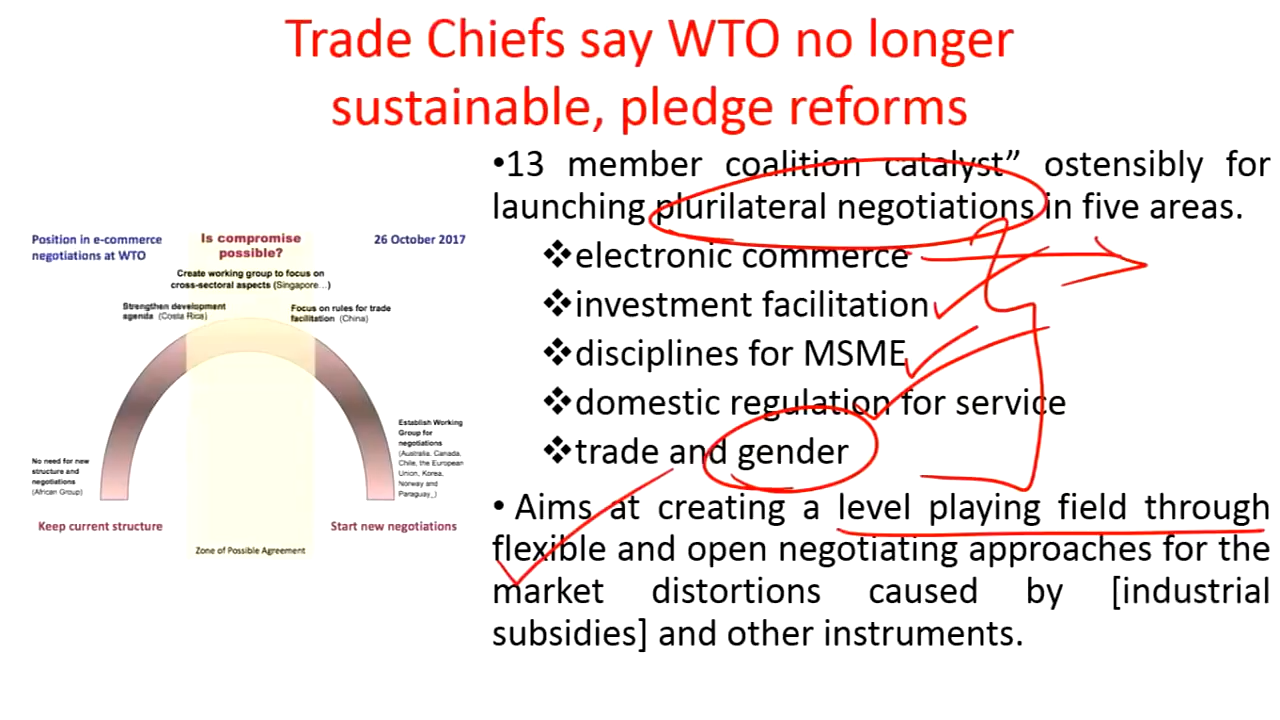 Trade Chiefs say WTO no longer
sustainable, pledge reforms
•13 member coalition catalyst” ostensibly for
launching plurilateral negotiations in five areas.
❖electronic commerce
❖investment facilitation
❖disciplines for MSME
❖domestic regulation for service
❖trade and gender
• Aims at creating a level playing field through
flexible and open negotiating approaches for the
market distortions caused by [industrial
subsidies] and other instruments.
Position in e-commerce
negotiations at WTO
Is compromise
possible?
26 October 2017
Create working group to focus on
cross-sectoral aspects (Singapore...)
Strengthen development
agenda (Costa Rica)
Focus on rules for trade
facilitation (China)
No need for new
structure and
negotiations
(African Group)
Establish Working
Group for
negotiations
(Australia, Canada,
Chile, the European
Union, Korea,
Norway and
Paraguay_)
Keep current structure
Start new negotiations
Zone of Possible Agreement